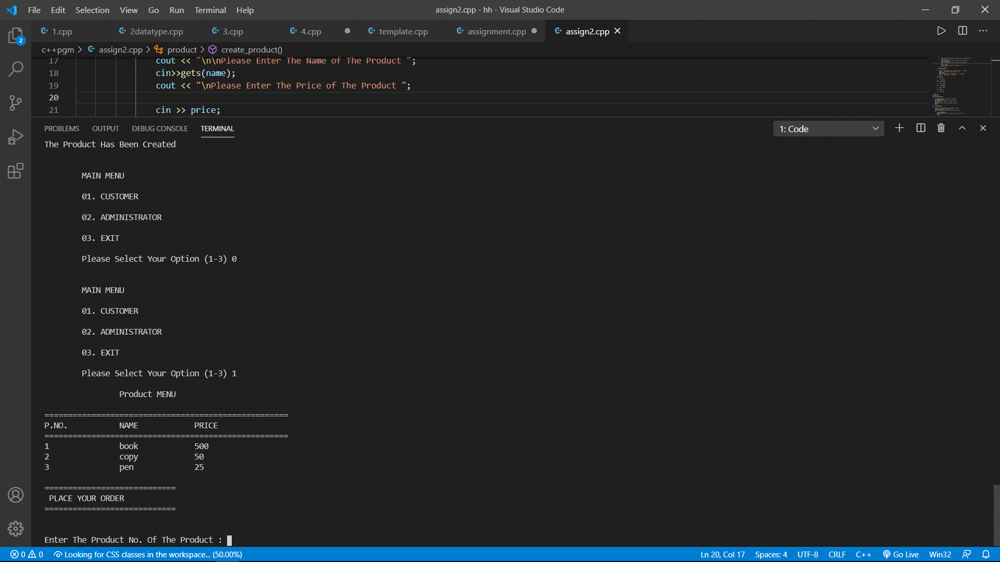 File Edit Selection View Go Run Terminal Help
assign2.cpp - hh - Visual Studio Code
1.cpp 2datatype.cpp 3.cpp 4.cpp template.cpp assignment.cpp assign2.cpp
c++pgm > assign2.cpp > product > create_product()
17 cout << "\n\nPlease Enter The Name of The Product ";
18 cin>>gets(name);
19 cout << "\nPlease Enter The Price of The Product ";
20
21 cin >> price;
PROBLEMS OUTPUT DEBUG CONSOLE TERMINAL
1: Code
The Product Has Been Created
MAIN MENU
01. CUSTOMER
02. ADMINISTRATOR
03. EXIT
Please Select Your Option (1-3) 0
MAIN MENU
01. CUSTOMER
02. ADMINISTRATOR
03. EXIT
Please Select Your Option (1-3) 1
Product MENU
====================================================
P.NO. NAME PRICE
====================================================
1 book 500
2 copy 50
3 pen 25
============================
PLACE YOUR ORDER
============================
Enter The Product No. Of The Product :
2
0 0 Looking for CSS classes in the workspace... (50.00%)
Ln 20, Col 17 Spaces: 4 UTF-8 CRLF C++ Go Live Win32